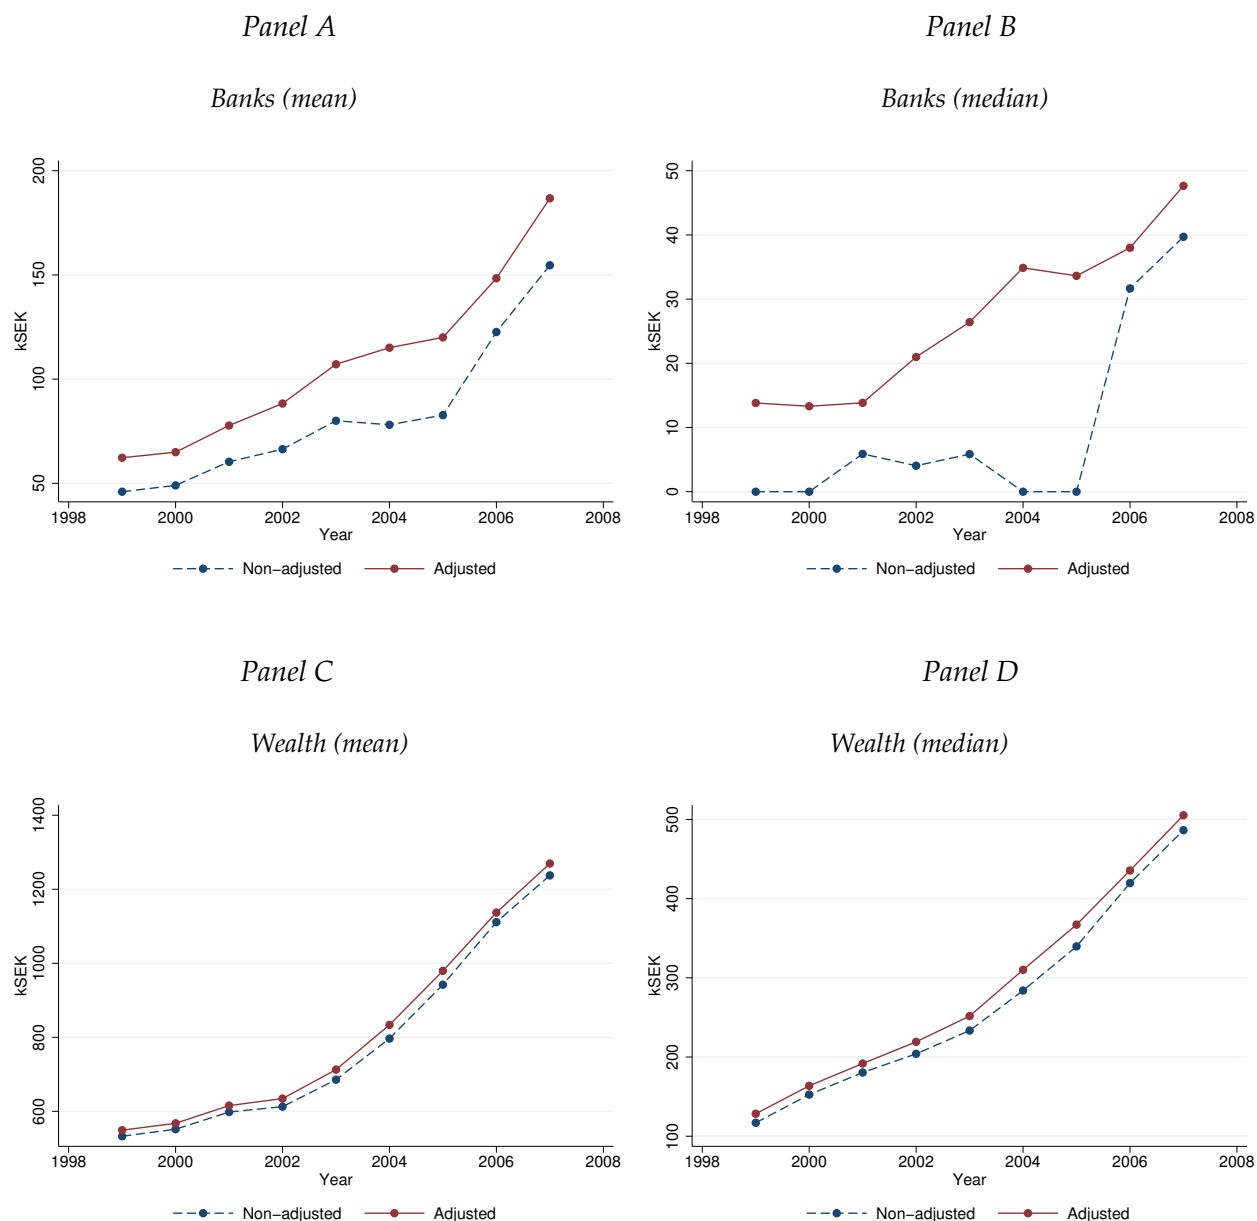 Panel A
Banks (mean)
200
150
100
50
kSEK
1998 2000 2002 2004 2006 2008
Year
Non−adjusted Adjusted
Panel B
Banks (median)
50
40
30
20
10
0
kSEK
1998 2000 2002 2004 2006 2008
Year
Non−adjusted Adjusted
Panel C
Wealth (mean)
1400
1200
1000
800
600
kSEK
1998 2000 2002 2004 2006 2008
Year
Non−adjusted Adjusted
Panel D
Wealth (median)
500
400
300
200
100
kSEK
1998 2000 2002 2004 2006 2008
Year
Non−adjusted Adjusted